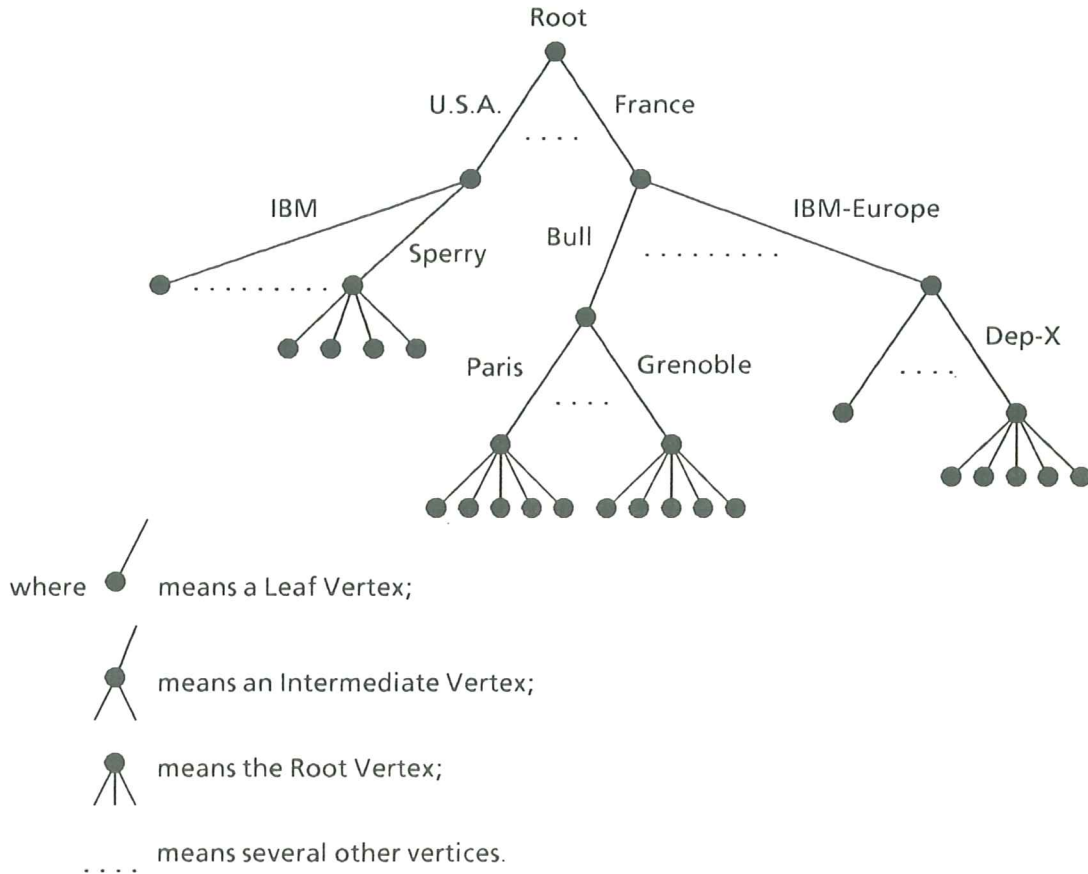 Root
U.S.A.
. . . .
France
IBM
IBM-Europe
Sperry
Bull
. . . . . . . . .
. . . . . . . . .
Dep-X
Paris
Grenoble
. . . .
. . . .
where means a Leaf Vertex;
means an Intermediate Vertex;
means the Root Vertex;
. . . . means several other vertices.